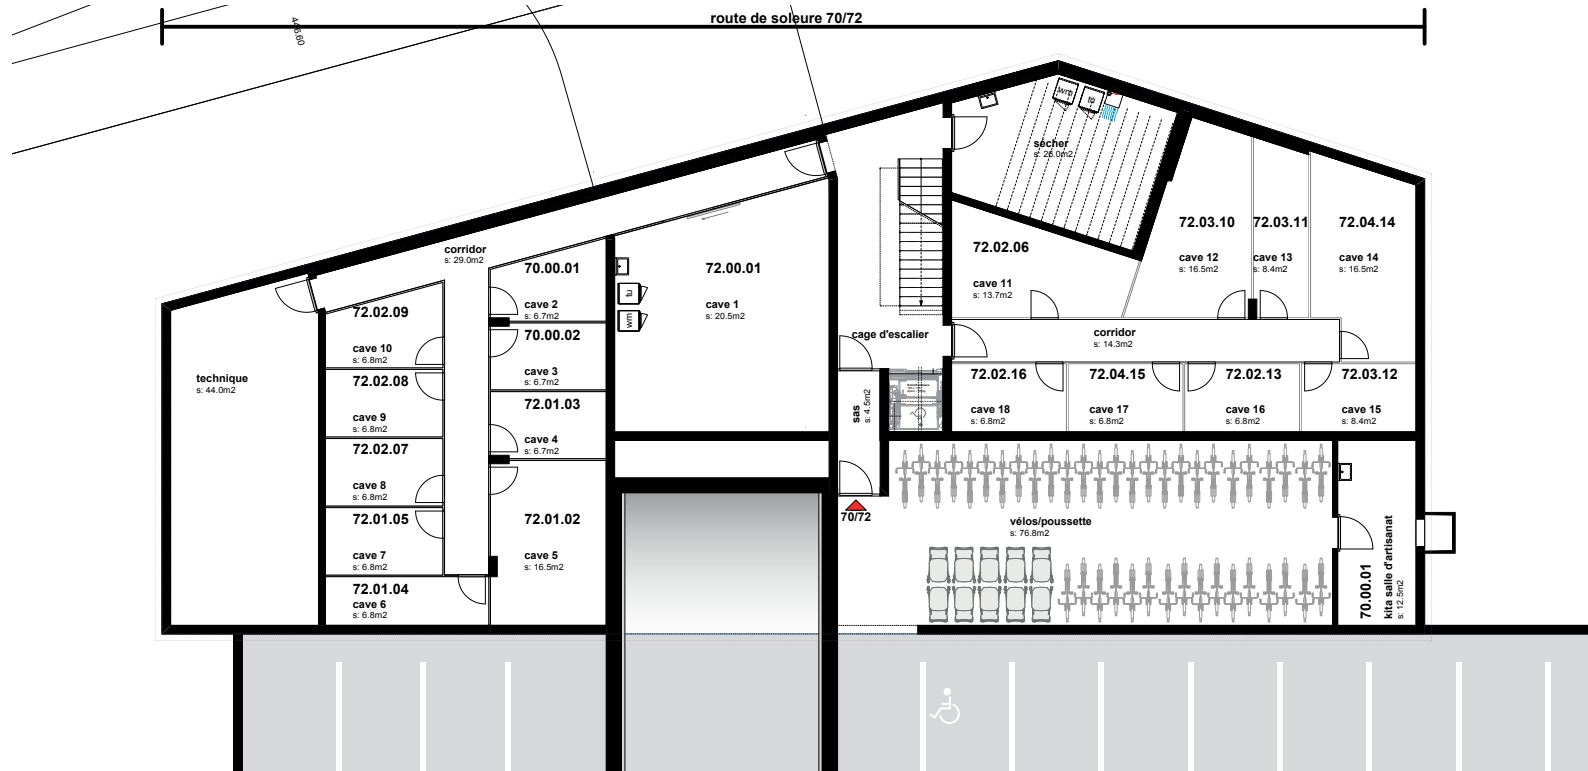 route de soleure 70/72
448.60
wm
to
sécher
s: 26.0m2
corridor
s: 29.0m2
70.00.01
cave 2
s: 6.7m2
72.00.01
cave 1
s: 20.5m2
tu
wm
72.02.06
cave 11
s: 13.7m2
72.03.10
cave 12
s: 16.5m2
72.03.11
cave 13
s: 8.4m2
72.04.14
cave 14
s: 16.5m2
72.02.09
cave 10
s: 6.8m2
70.00.02
cave 3
s: 6.7m2
cage d'escalier
corridor
s: 14.3m2
technique
s: 44.0m2
72.02.08
cave 9
s: 6.8m2
72.01.03
cave 4
s: 6.7m2
sas
s: 4.5m2
72.02.16
cave 18
s: 6.8m2
72.04.15
cave 17
s: 6.8m2
72.02.13
cave 16
s: 6.8m2
72.03.12
cave 15
s: 8.4m2
72.02.07
cave 8
s: 6.8m2
72.01.05
cave 7
s: 6.8m2
72.01.02
cave 5
s: 16.5m2
70/72
vélos/poussette
s: 76.8m2
72.01.04
cave 6
s: 6.8m2
70.00.01
kita salle d'artisanat
s: 12.5m2